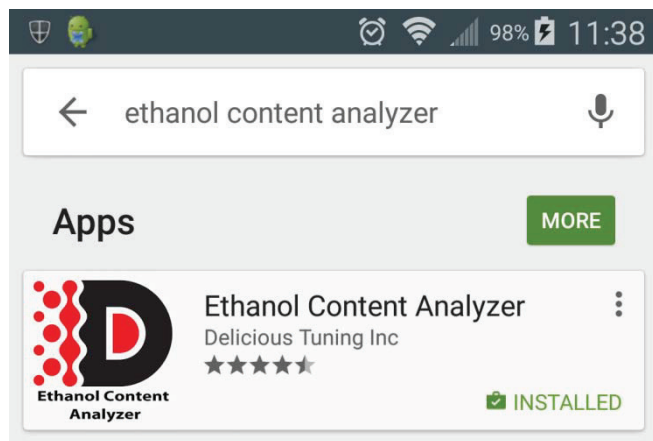 98% 11:38
ethanol content analyzer
Apps
MORE
Ethanol Content Analyzer
Delicious Tuning Inc
INSTALLED
D
Ethanol Content
Analyzer